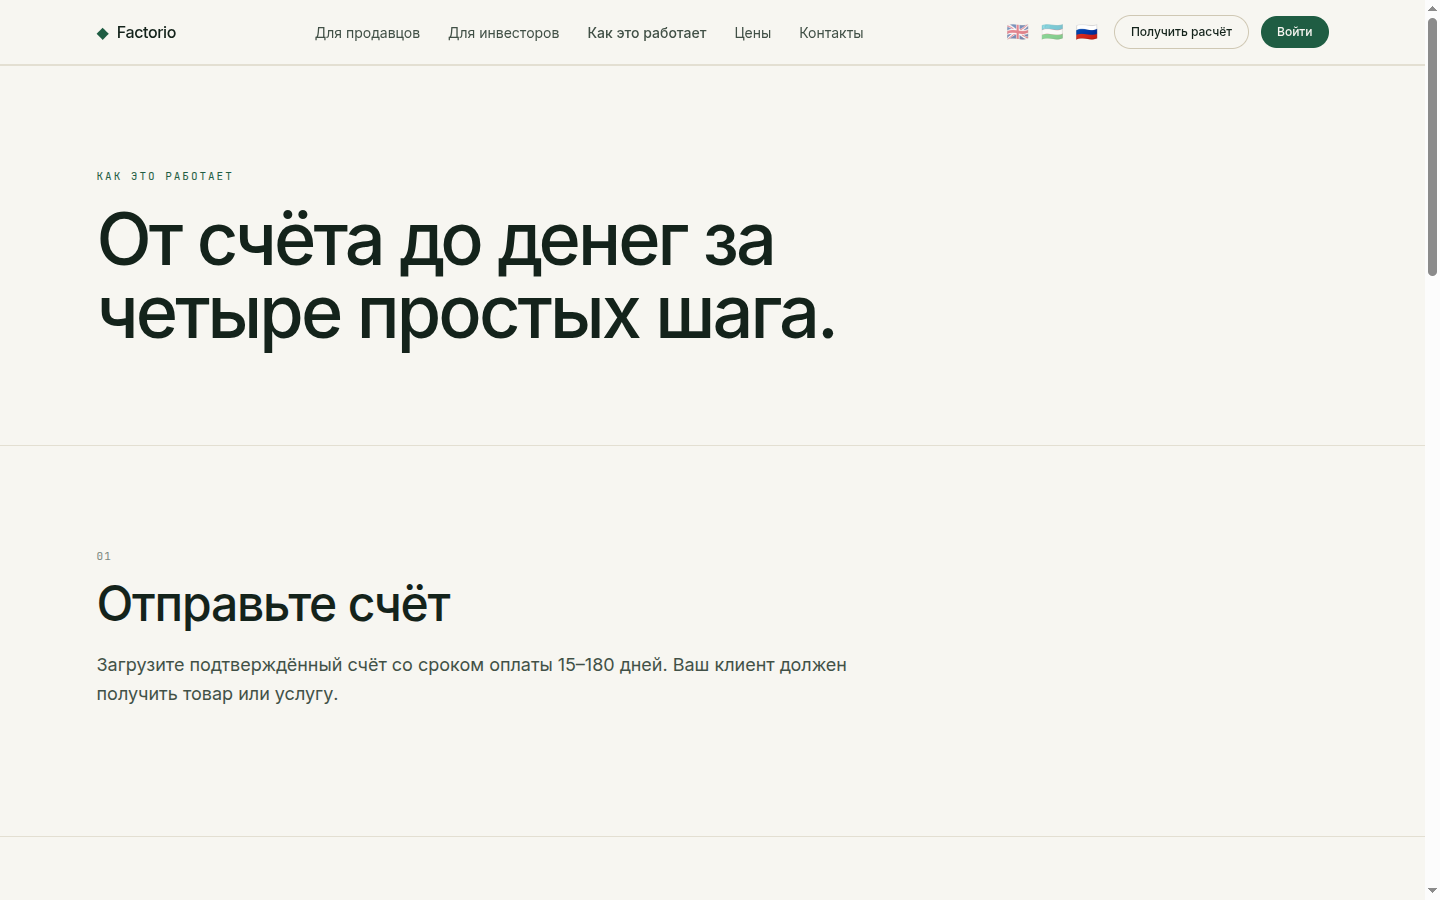 Factorio
Для продавцов
Для инвесторов
Как это работает
Цены
Контакты
Получить расчёт
Войти
КАК ЭТО РАБОТАЕТ
От счёта до денег за
четыре простых шага.
01
Отправьте счёт
Загрузите подтверждённый счёт со сроком оплаты 15–180 дней. Ваш клиент должен
получить товар или услугу.